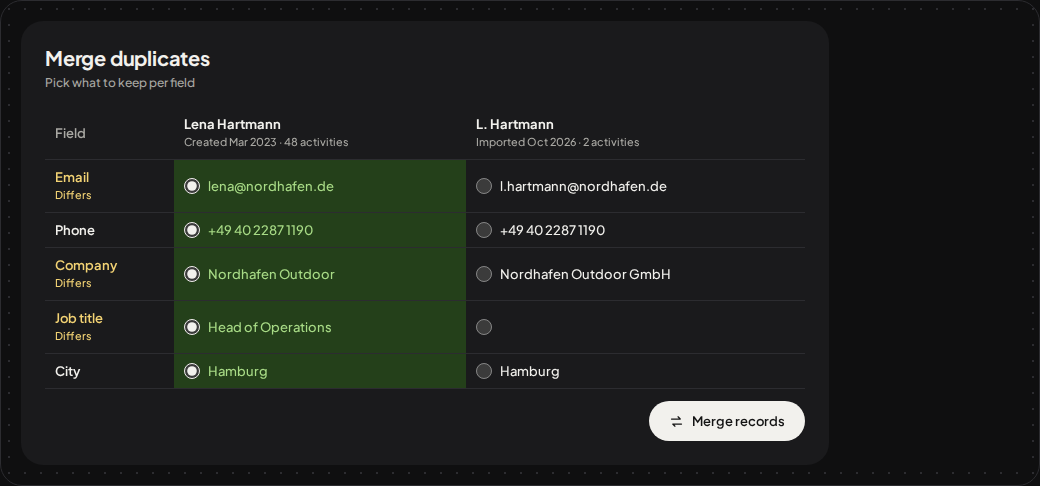 Merge duplicates
Pick what to keep per field
Field
Lena Hartmann
Created Mar 2023 · 48 activities
L. Hartmann
Imported Oct 2026 · 2 activities
Email
Differs
lena@nordhafen.de
l.hartmann@nordhafen.de
Phone
+49 40 2287 1190
+49 40 2287 1190
Company
Differs
Nordhafen Outdoor
Nordhafen Outdoor GmbH
Job title
Differs
Head of Operations
City
Hamburg
Hamburg
Merge records